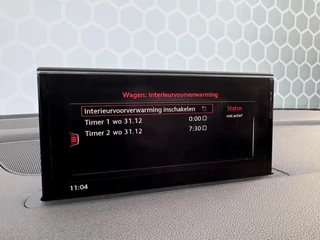 Wagen: interieurvoorverwarming
Interieurvoorverwarming inschakelen
Status
niet actief
Timer 1 wo 31.12 0:00
Timer 2 wo 31.12 7:30
11:04